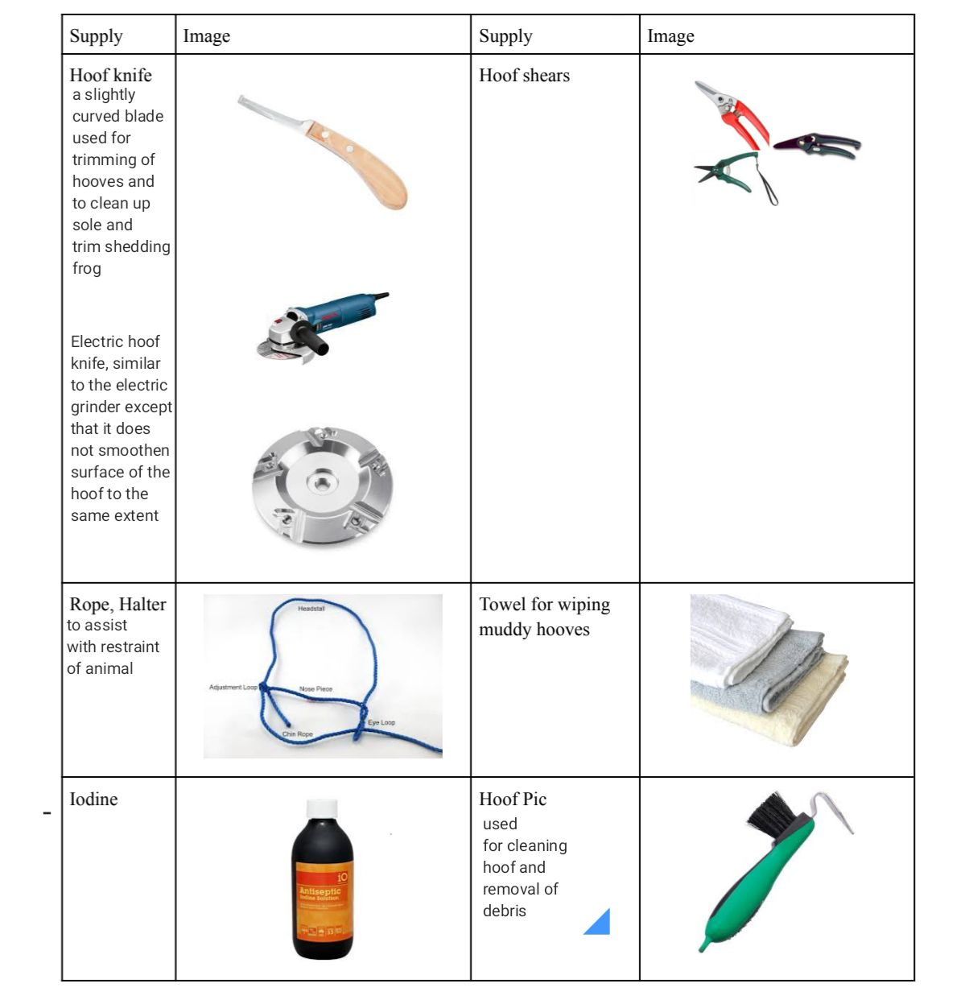 Supply
Image
Supply
Image
Hoof knife
a slightly
curved blade
used for
trimming of
hooves and
to clean up
sole and
trim shedding
frog
Electric hoof
knife, similar
to the electric
grinder except
that it does
not smoothen
surface of the
hoof to the
same extent
Hoof shears
Rope, Halter
to assist
with restraint
of animal
Headstall
Adjustment Loop
Nose Piece
Eye Loop
Chin Rope
Towel for wiping
muddy hooves
-
Iodine
iO
Antiseptic
Iodine Solution
Hoof Pic
used
for cleaning
hoof and
removal of
debris